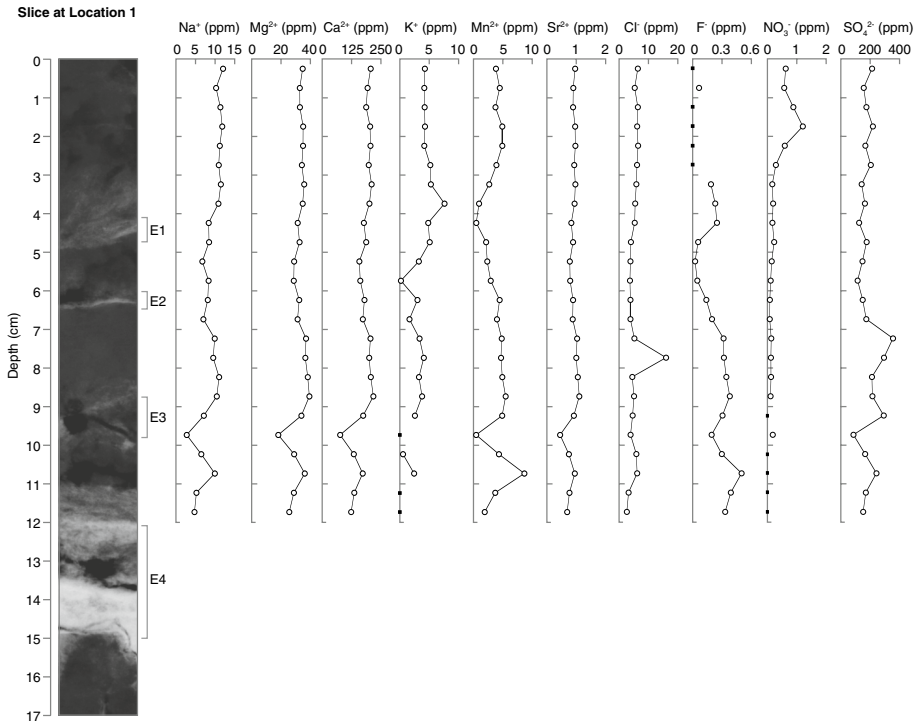 Slice at Location 1
Na⁺ (ppm) Mg²⁺ (ppm) Ca²⁺ (ppm) K⁺ (ppm) Mn²⁺ (ppm) Sr²⁺ (ppm) Cl⁻ (ppm) F⁻ (ppm) NO₃⁻ (ppm) SO₄²⁻ (ppm)
0 5 10 15 0 20 40 125 250 0 5 10 0 5 10 0 1 2 0 10 20 0 0.3 0.6 0 1 2 0 200 400
0
1
2
3
4
E1
5
6
E2
7
8
9
E3
10
11
12
13
E4
14
15
16
17
Depth (cm)